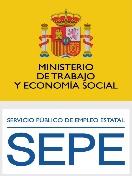 MINISTERIO
DE TRABAJO
Y ECONOMÍA SOCIAL
SERVICIO PÚBLICO DE EMPLEO ESTATAL
SEPE